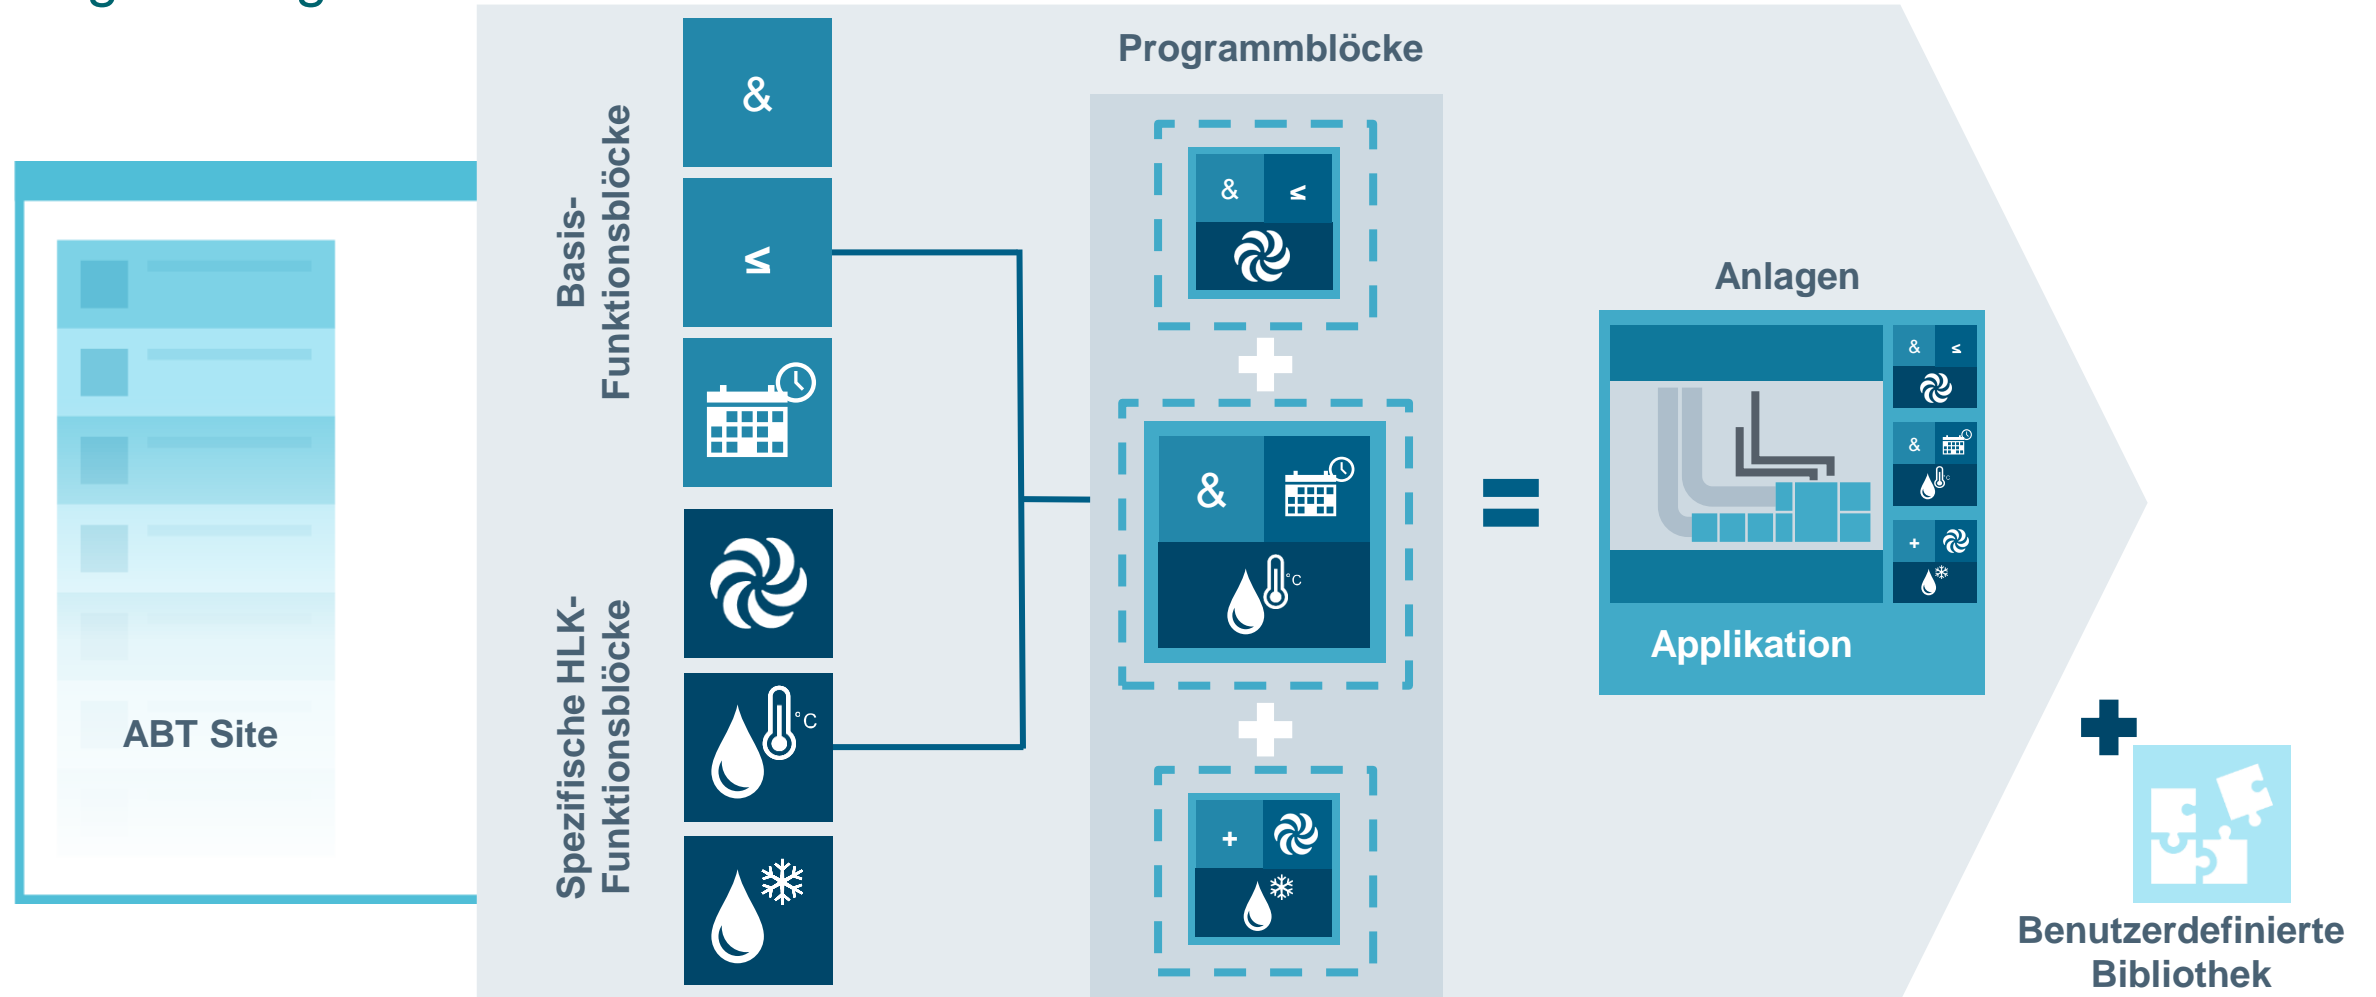 Programmblöcke
Basis-
Funktionsblöcke
&
≤
Spezifische HLK-
Funktionsblöcke
°C
& ≤
&
°C
+
Anlagen
& ≤
&
°C
+
Applikation
ABT Site
Benutzerdefinierte
Bibliothek